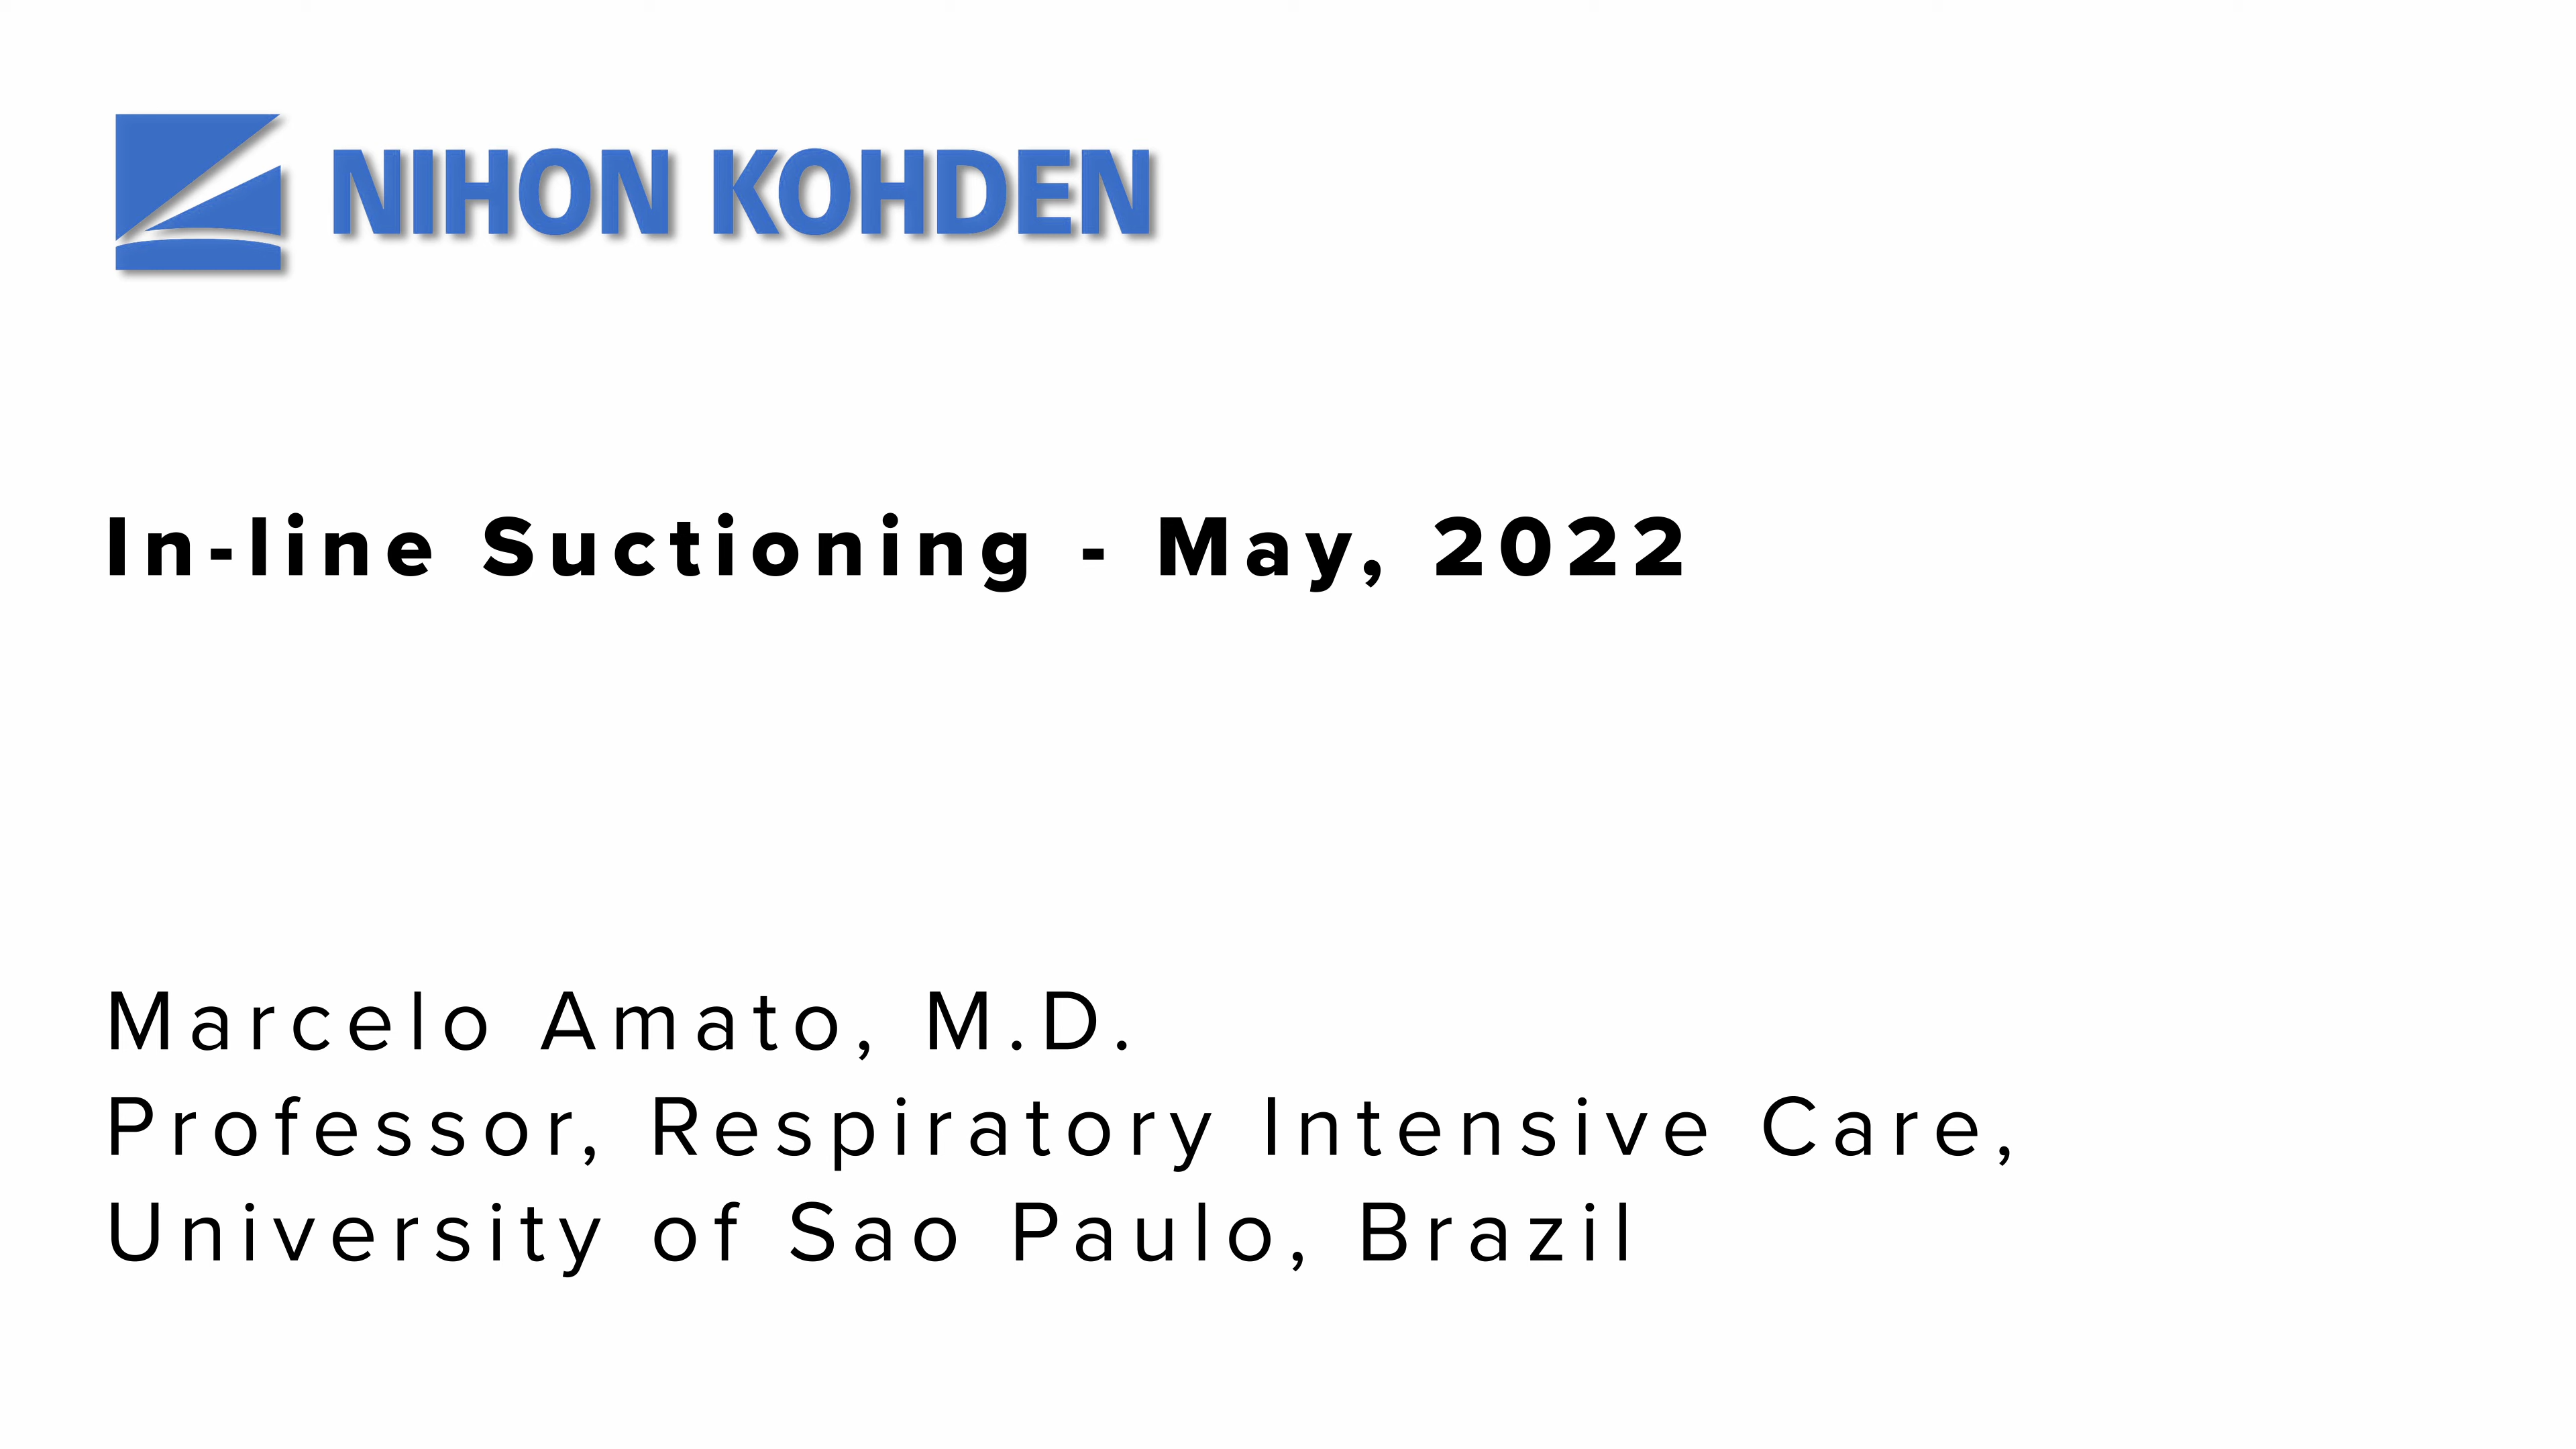 NIHON KOHDEN
In-line Suctioning - May, 2022
Marcelo Amato, M.D.
Professor, Respiratory Intensive Care,
University of Sao Paulo, Brazil